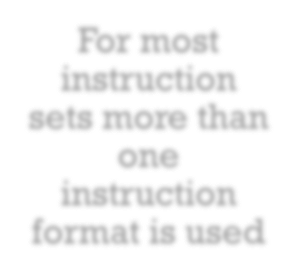 For most
instruction
sets more than
one
instruction
format is used